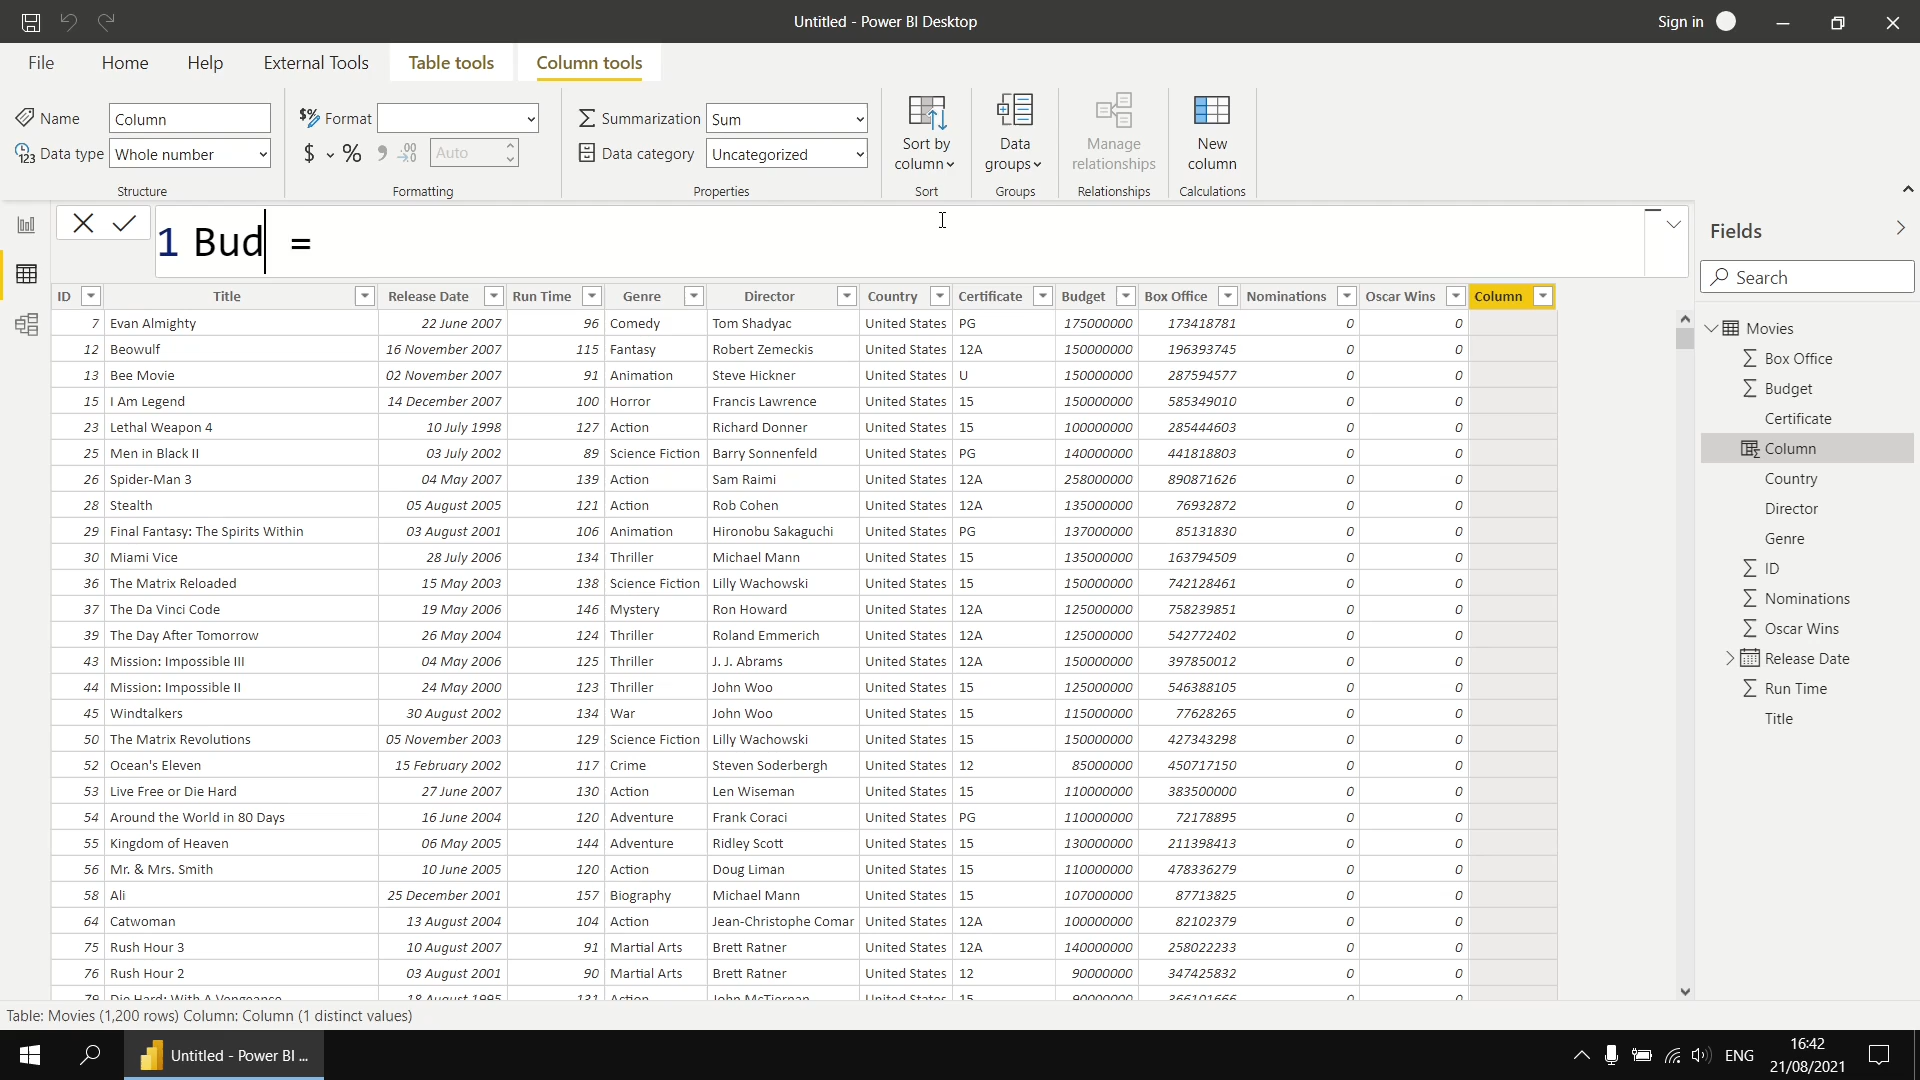 Untitled - Power BI Desktop
Sign in
File Home Help External Tools Table tools Column tools
Name Column
Data type Whole number
Structure
Format
$ % Auto
Formatting
Summarization Sum
Data category Uncategorized
Properties
Sort by column
Sort
Data groups
Groups
Manage relationships
Relationships
New column
Calculations
1 Bud =
ID Title Release Date Run Time Genre Director Country Certificate Budget Box Office Nominations Oscar Wins Column
7 Evan Almighty 22 June 2007 96 Comedy Tom Shadyac United States PG 175000000 173418781 0 0
12 Beowulf 16 November 2007 115 Fantasy Robert Zemeckis United States 12A 150000000 196393745 0 0
13 Bee Movie 02 November 2007 91 Animation Steve Hickner United States U 150000000 287594577 0 0
15 I Am Legend 14 December 2007 100 Horror Francis Lawrence United States 15 150000000 585349010 0 0
23 Lethal Weapon 4 10 July 1998 127 Action Richard Donner United States 15 100000000 285444603 0 0
25 Men in Black II 03 July 2002 89 Science Fiction Barry Sonnenfeld United States PG 140000000 441818803 0 0
26 Spider-Man 3 04 May 2007 139 Action Sam Raimi United States 12A 258000000 890871626 0 0
28 Stealth 05 August 2005 121 Action Rob Cohen United States 12A 135000000 76932872 0 0
29 Final Fantasy: The Spirits Within 03 August 2001 106 Animation Hironobu Sakaguchi United States PG 137000000 85131830 0 0
30 Miami Vice 28 July 2006 134 Thriller Michael Mann United States 15 135000000 163794509 0 0
36 The Matrix Reloaded 15 May 2003 138 Science Fiction Lilly Wachowski United States 15 150000000 742128461 0 0
37 The Da Vinci Code 19 May 2006 146 Mystery Ron Howard United States 12A 125000000 758239851 0 0
39 The Day After Tomorrow 26 May 2004 124 Thriller Roland Emmerich United States 12A 125000000 542772402 0 0
43 Mission: Impossible III 04 May 2006 125 Thriller J. J. Abrams United States 12A 150000000 397850012 0 0
44 Mission: Impossible II 24 May 2000 123 Thriller John Woo United States 15 125000000 546388105 0 0
45 Windtalkers 30 August 2002 134 War John Woo United States 15 115000000 77628265 0 0
50 The Matrix Revolutions 05 November 2003 129 Science Fiction Lilly Wachowski United States 15 150000000 427343298 0 0
52 Ocean's Eleven 15 February 2002 117 Crime Steven Soderbergh United States 12 85000000 450717150 0 0
53 Live Free or Die Hard 27 June 2007 130 Action Len Wiseman United States 15 110000000 383500000 0 0
54 Around the World in 80 Days 16 June 2004 120 Adventure Frank Coraci United States PG 110000000 72178895 0 0
55 Kingdom of Heaven 06 May 2005 144 Adventure Ridley Scott United States 15 130000000 211398413 0 0
56 Mr. & Mrs. Smith 10 June 2005 120 Action Doug Liman United States 15 110000000 478336279 0 0
58 Ali 25 December 2001 157 Biography Michael Mann United States 15 107000000 87713825 0 0
64 Catwoman 13 August 2004 104 Action Jean-Christophe Comar United States 12A 100000000 82102379 0 0
75 Rush Hour 3 10 August 2007 91 Martial Arts Brett Ratner United States 12A 140000000 258022233 0 0
76 Rush Hour 2 03 August 2001 90 Martial Arts Brett Ratner United States 12 90000000 347425832 0 0
Die Hard: With A Vengeance 18 August 1995 131 Action John McTiernan United States 15 90000000 366101666 0 0
Fields
Search
Movies
Box Office
Budget
Certificate
Column
Country
Director
Genre
ID
Nominations
Oscar Wins
Release Date
Run Time
Title
Table: Movies (1,200 rows) Column: Column (1 distinct values)
Untitled - Power BI ...
ENG
16:42
21/08/2021